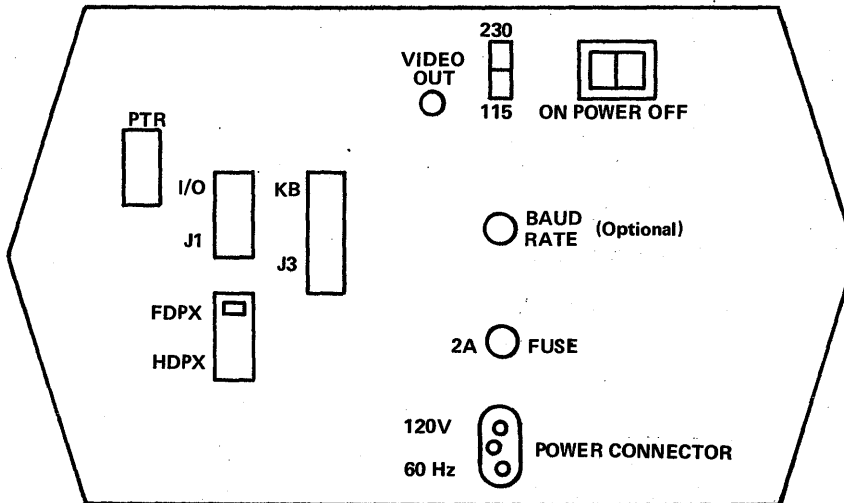 230
VIDEO
OUT
115
ON POWER OFF
PTR
I/O
J1
KB
J3
BAUD
RATE (Optional)
FDPX
HDPX
2A FUSE
120V
60 Hz
POWER CONNECTOR